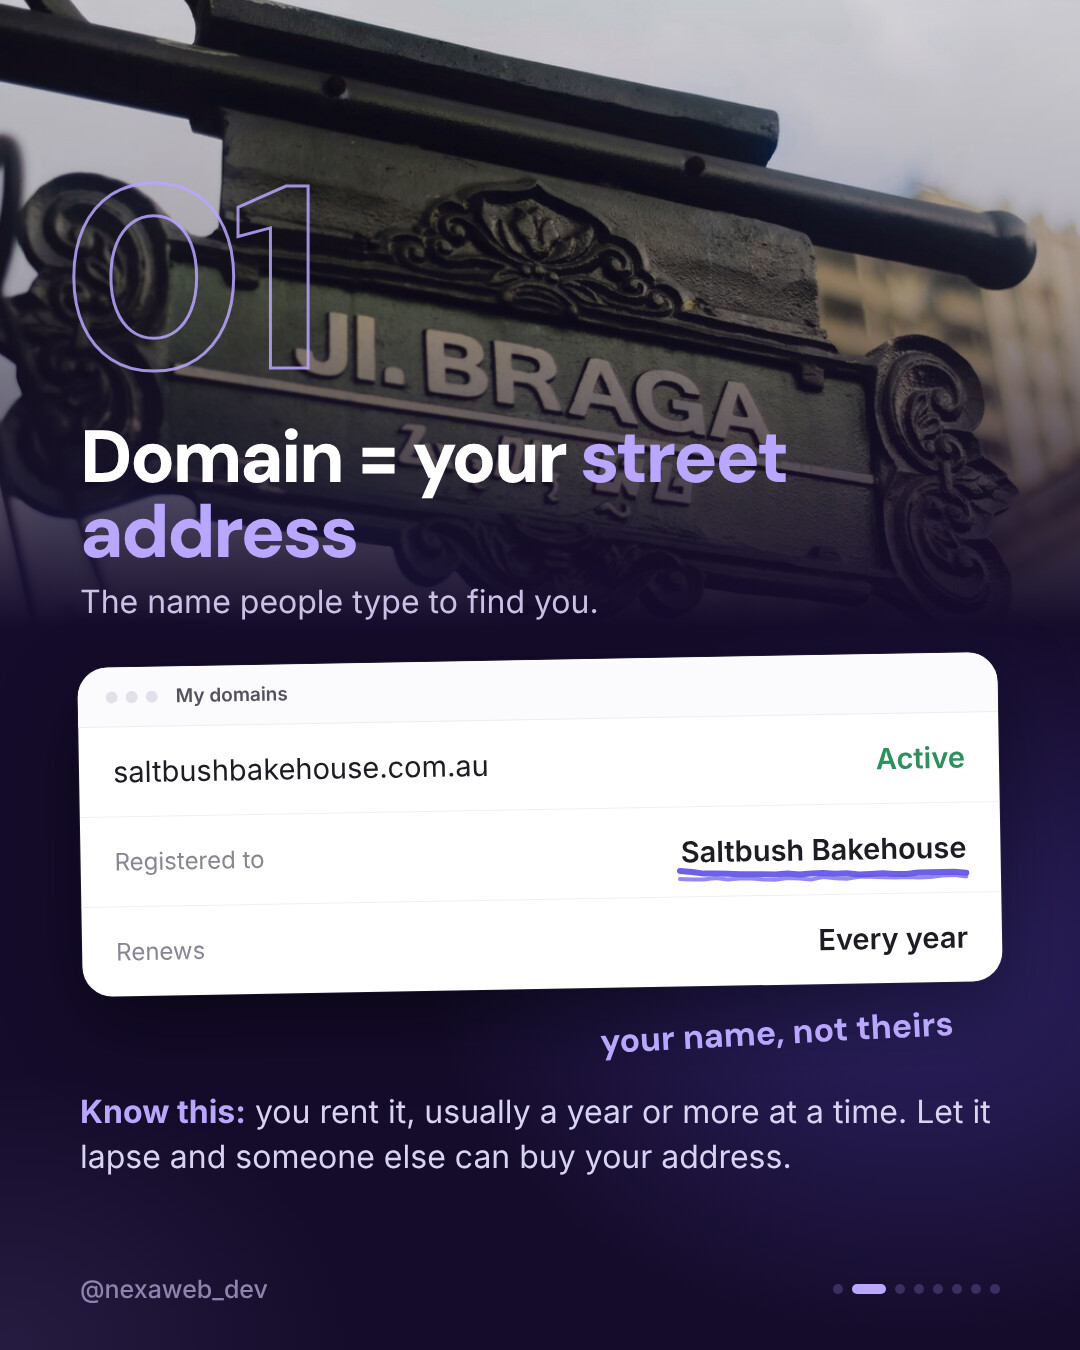 01
Jl. BRAGA
Domain = your street
address
The name people type to find you.
My domains
saltbushbakehouse.com.au
Active
Registered to
Saltbush Bakehouse
Renews
Every year
your name, not theirs
Know this: you rent it, usually a year or more at a time. Let it
lapse and someone else can buy your address.
@nexaweb_dev